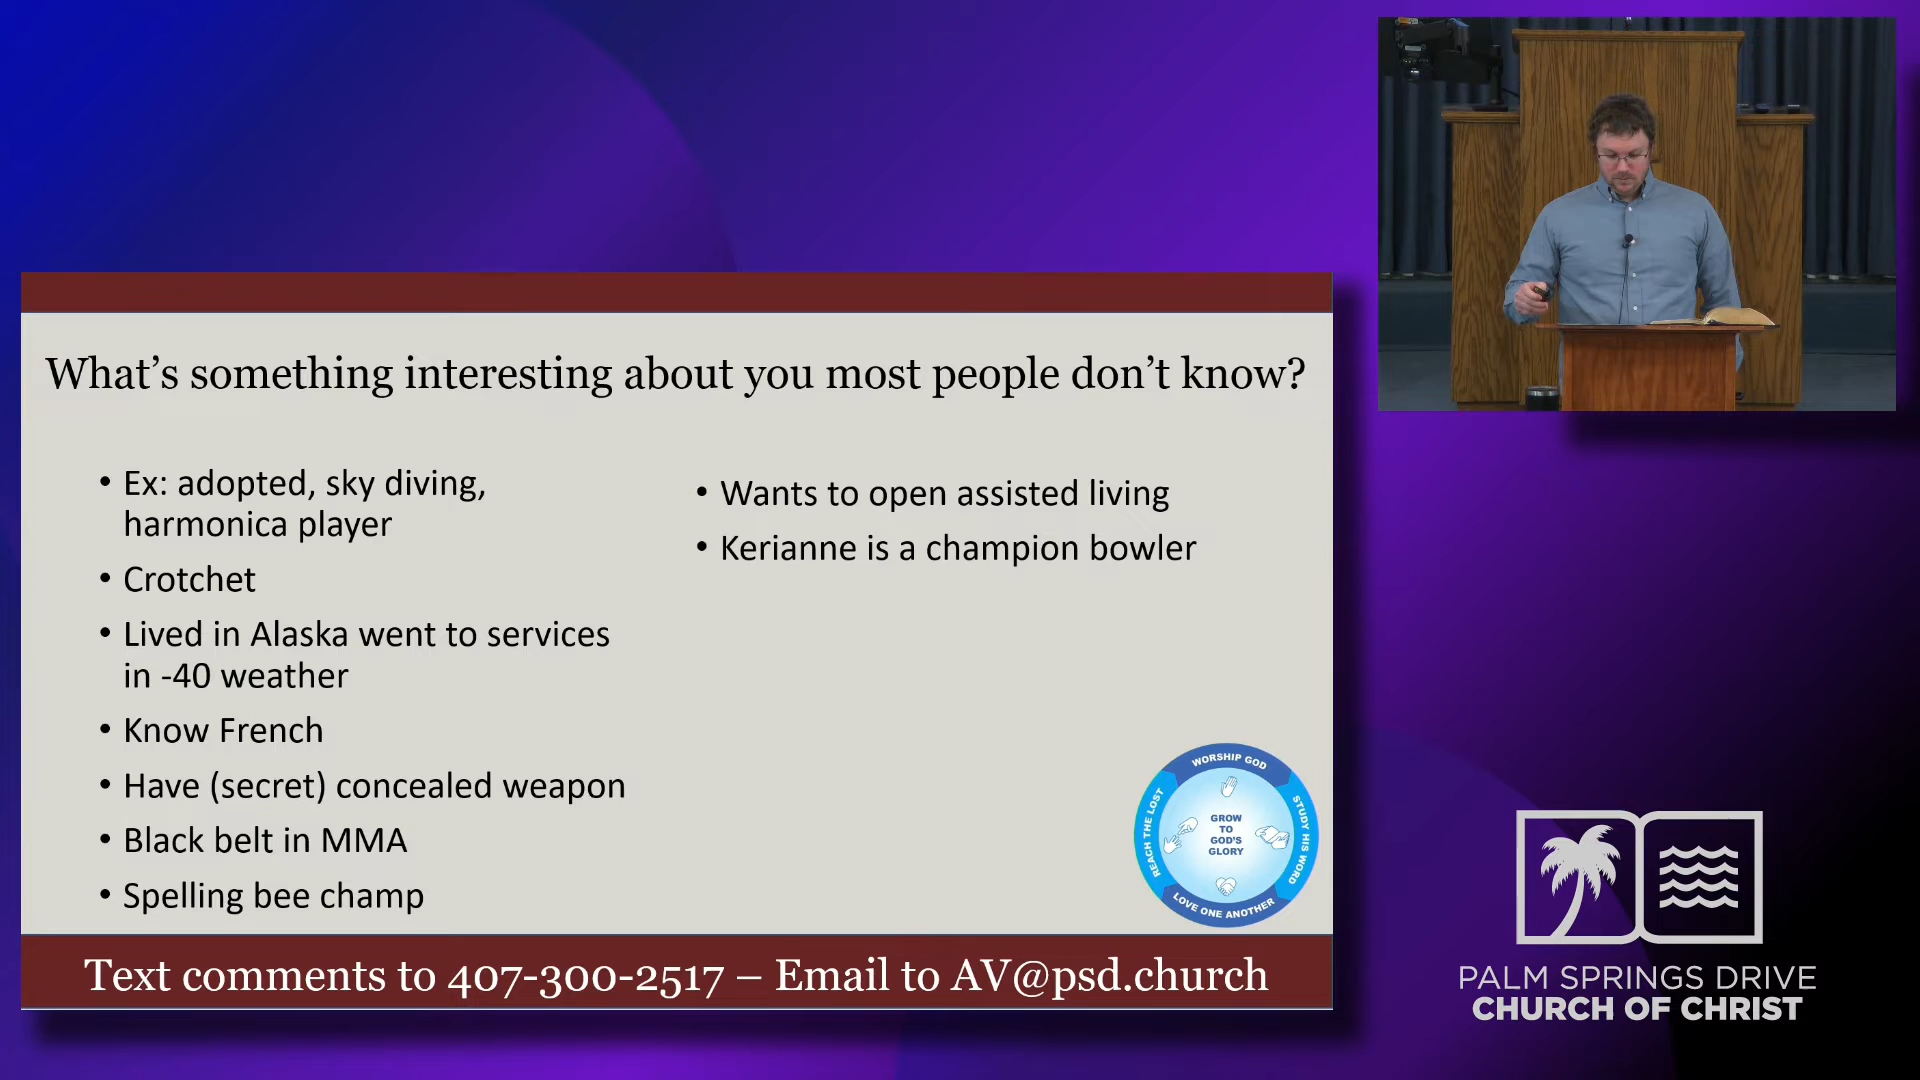 What's something interesting about you most people don't know?
• Ex: adopted, sky diving,
harmonica player
• Crotchet
• Lived in Alaska went to services
in -40 weather
• Know French
• Have (secret) concealed weapon
• Black belt in MMA
• Spelling bee champ
• Wants to open assisted living
• Kerianne is a champion bowler
WORSHIP GOD
STUDY HIS WORD
LOVE ONE ANOTHER
REACH THE LOST
GROW
TO
GOD'S
GLORY
Text comments to 407-300-2517 – Email to AV@psd.church
PALM SPRINGS DRIVE
CHURCH OF CHRIST